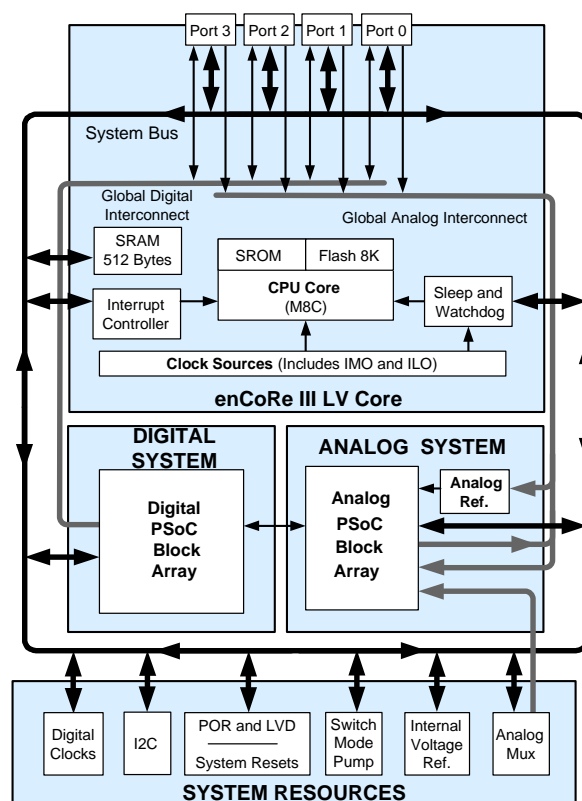 Port 3 Port 2 Port 1 Port 0
System Bus
Global Digital
Interconnect
Global Analog Interconnect
SRAM
512 Bytes
SROM Flash 8K
CPU Core
(M8C)
Interrupt
Controller
Sleep and
Watchdog
Clock Sources (Includes IMO and ILO)
enCoRe III LV Core
DIGITAL
SYSTEM
ANALOG SYSTEM
Digital
PSoC
Block
Array
Analog
PSoC
Block
Array
Analog
Ref.
Digital
Clocks
I2C
POR and LVD
System Resets
Switch
Mode
Pump
Internal
Voltage
Ref.
Analog
Mux
SYSTEM RESOURCES